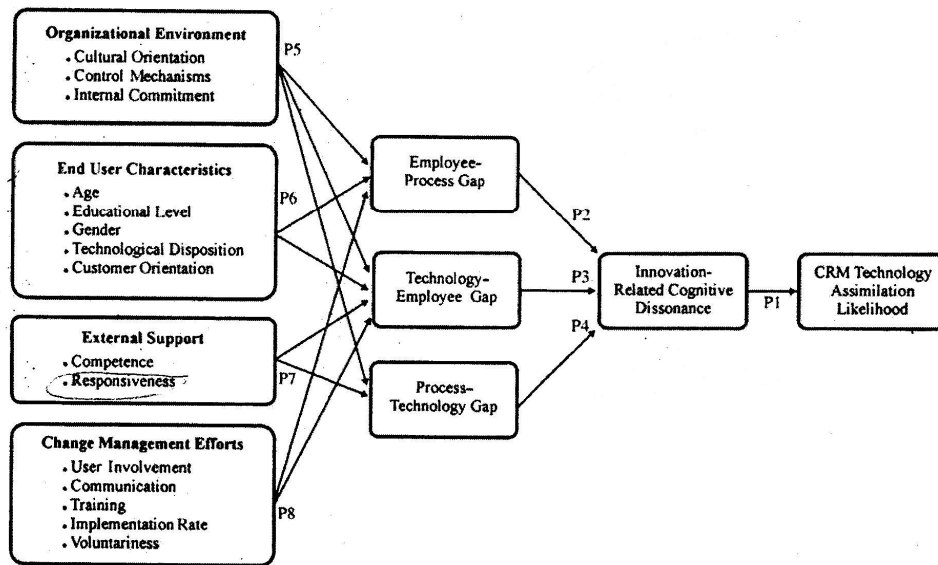 Organizational Environment
. Cultural Orientation
. Control Mechanisms
. Internal Commitment
P5
End User Characteristics
. Age
. Educational Level
. Gender
. Technological Disposition
. Customer Orientation
P6
External Support
. Competence
. Responsiveness
P7
Change Management Efforts
. User Involvement
. Communication
. Training
. Implementation Rate
. Voluntariness
P8
Employee–
Process Gap
Technology–
Employee Gap
Process–
Technology Gap
P2
P3
P4
Innovation-
Related Cognitive
Dissonance
P1
CRM Technology
Assimilation
Likelihood